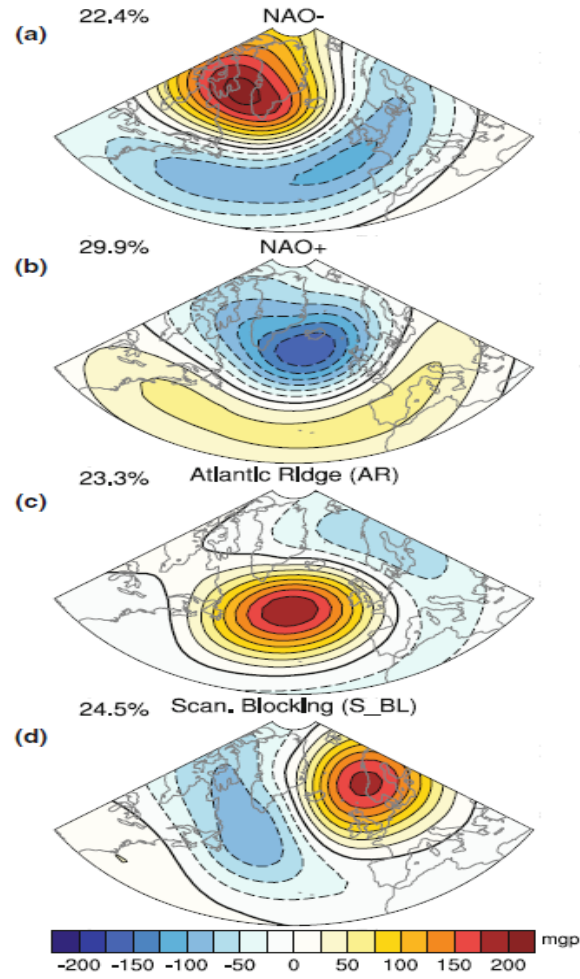 22.4% NAO-
(a)
29.9% NAO+
(b)
23.3% Atlantic Ridge (AR)
(c)
24.5% Scan. Blocking (S_BL)
(d)
mgp
-200 -150 -100 -50 0 50 100 150 200